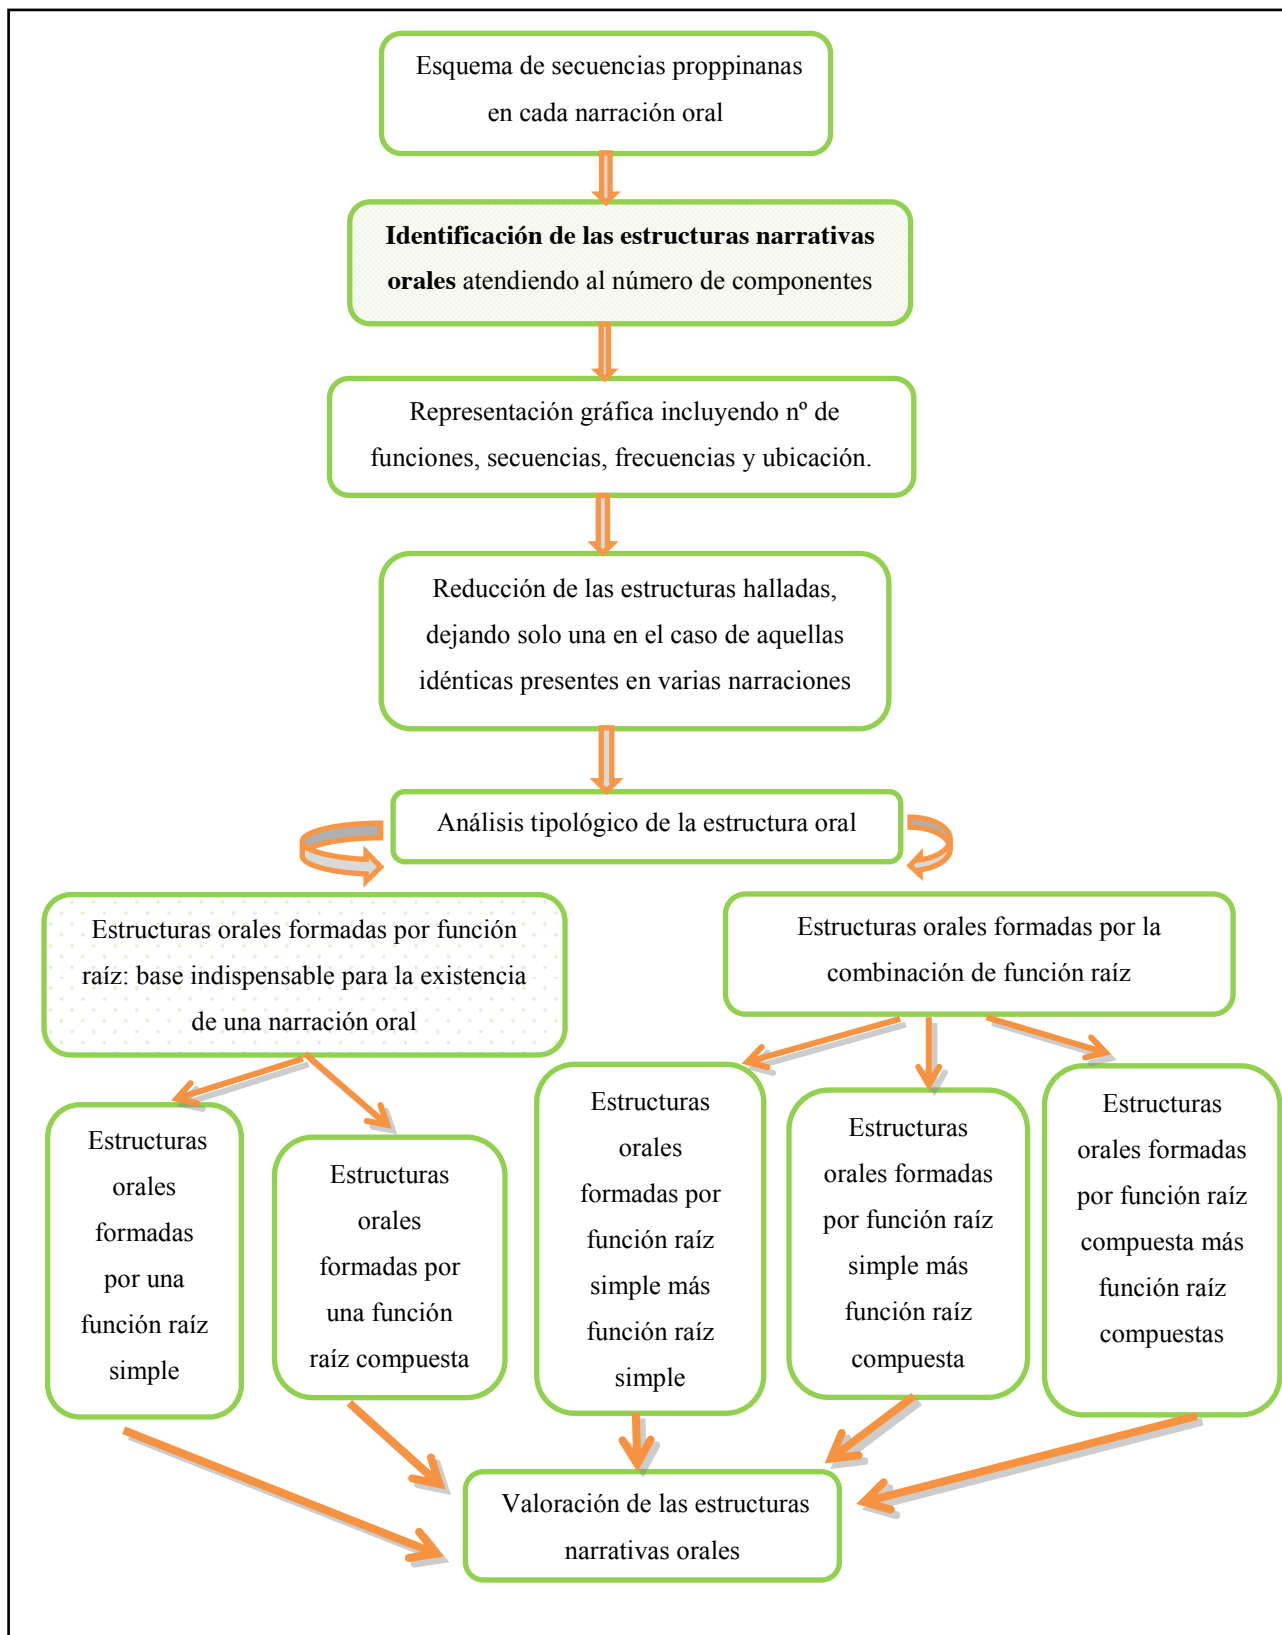 Esquema de secuencias proppinanas
en cada narración oral
Identificación de las estructuras narrativas
orales atendiendo al número de componentes
Representación gráfica incluyendo nº de
funciones, secuencias, frecuencias y ubicación.
Reducción de las estructuras halladas,
dejando solo una en el caso de aquellas
idénticas presentes en varias narraciones
Análisis tipológico de la estructura oral
Estructuras orales formadas por función
raíz: base indispensable para la existencia
de una narración oral
Estructuras orales formadas por la
combinación de función raíz
Estructuras
orales
formadas
por una
función raíz
simple
Estructuras
orales
formadas por
una función
raíz compuesta
Estructuras
orales
formadas por
función raíz
simple más
función raíz
simple
Estructuras
orales formadas
por función raíz
simple más
función raíz
compuesta
Estructuras
orales formadas
por función raíz
compuesta más
función raíz
compuestas
Valoración de las estructuras
narrativas orales